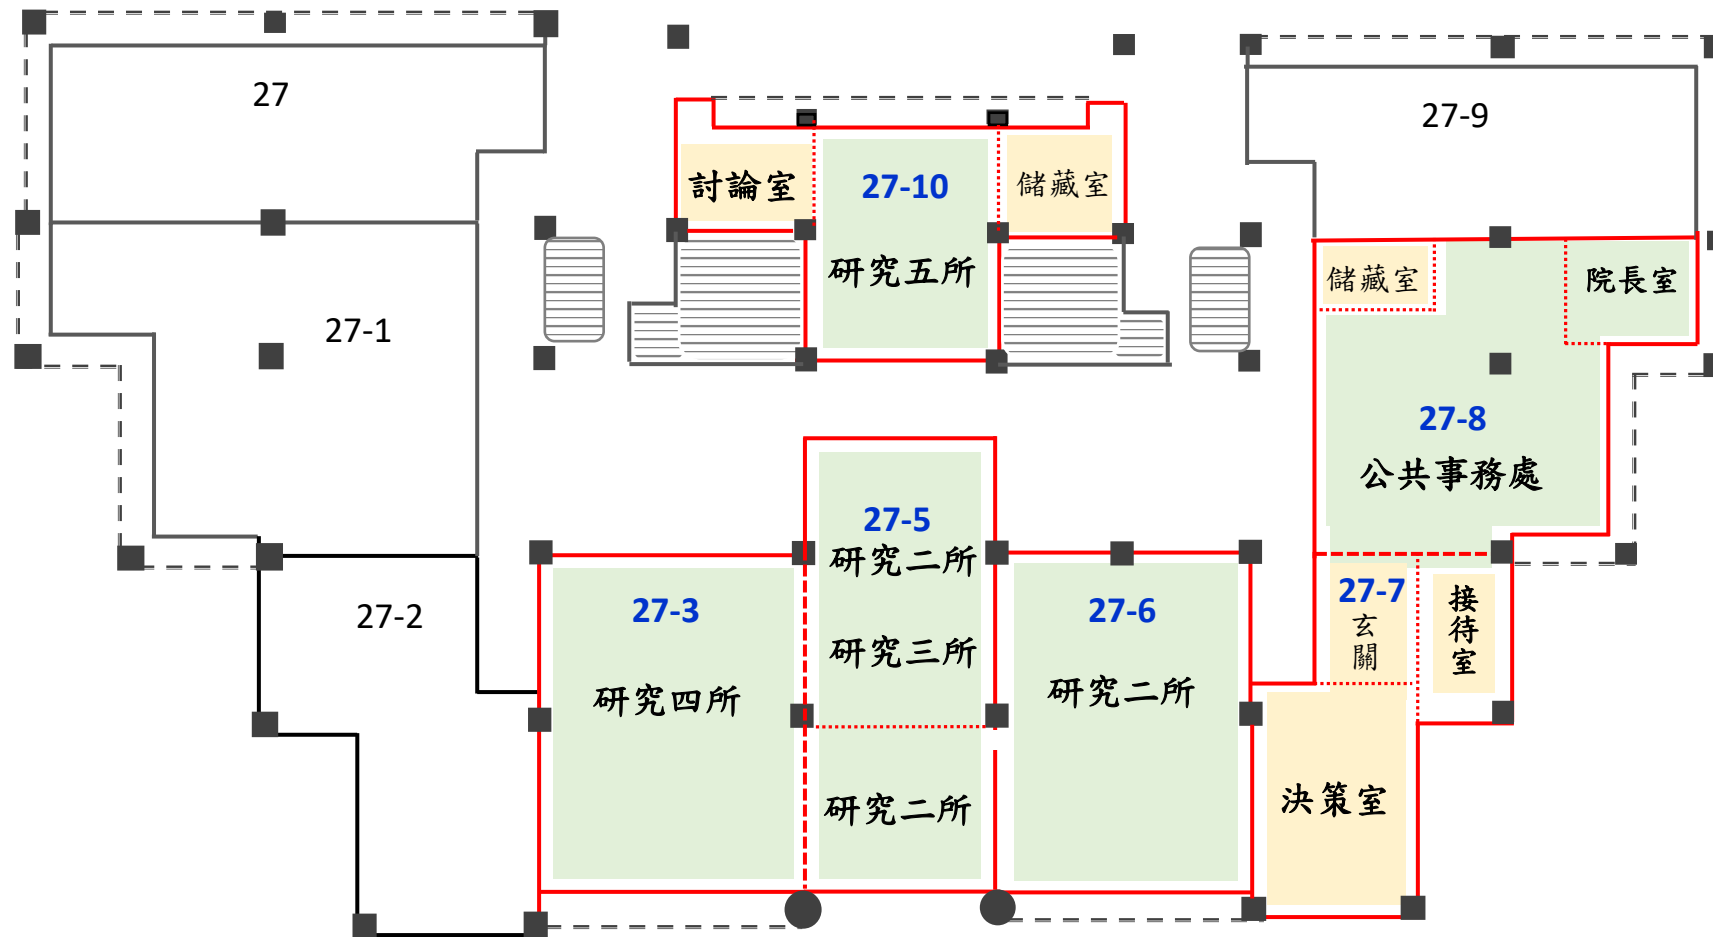 27
27-1
27-2
討論室
27-10
研究五所
儲藏室
27-9
儲藏室
院長室
27-8
公共事務處
27-3
研究四所
27-5
研究二所
研究三所
研究二所
27-6
研究二所
27-7
玄
關
接
待
室
決策室